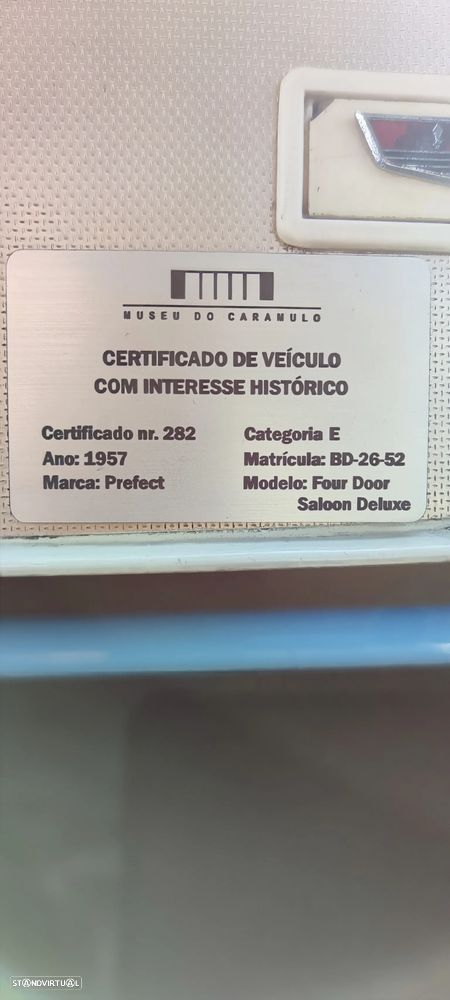 MUSEU DO CARAMULO
CERTIFICADO DE VEÍCULO
COM INTERESSE HISTÓRICO
Certificado nr. 282
Categoria E
Ano: 1957
Matrícula: BD-26-52
Marca: Prefect
Modelo: Four Door
Saloon Deluxe
STANDVIRTUAL